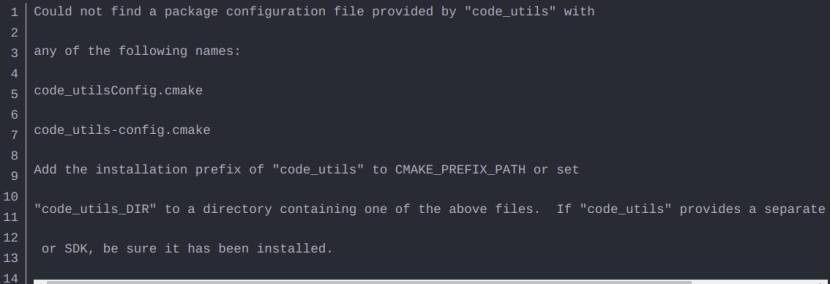 1 Could not find a package configuration file provided by "code_utils" with
2
3 any of the following names:
4
5 code_utilsConfig.cmake
6
7 code_utils-config.cmake
8
9 Add the installation prefix of "code_utils" to CMAKE_PREFIX_PATH or set
10
11 "code_utils_DIR" to a directory containing one of the above files.  If "code_utils" provides a separate
12
13  or SDK, be sure it has been installed.
14